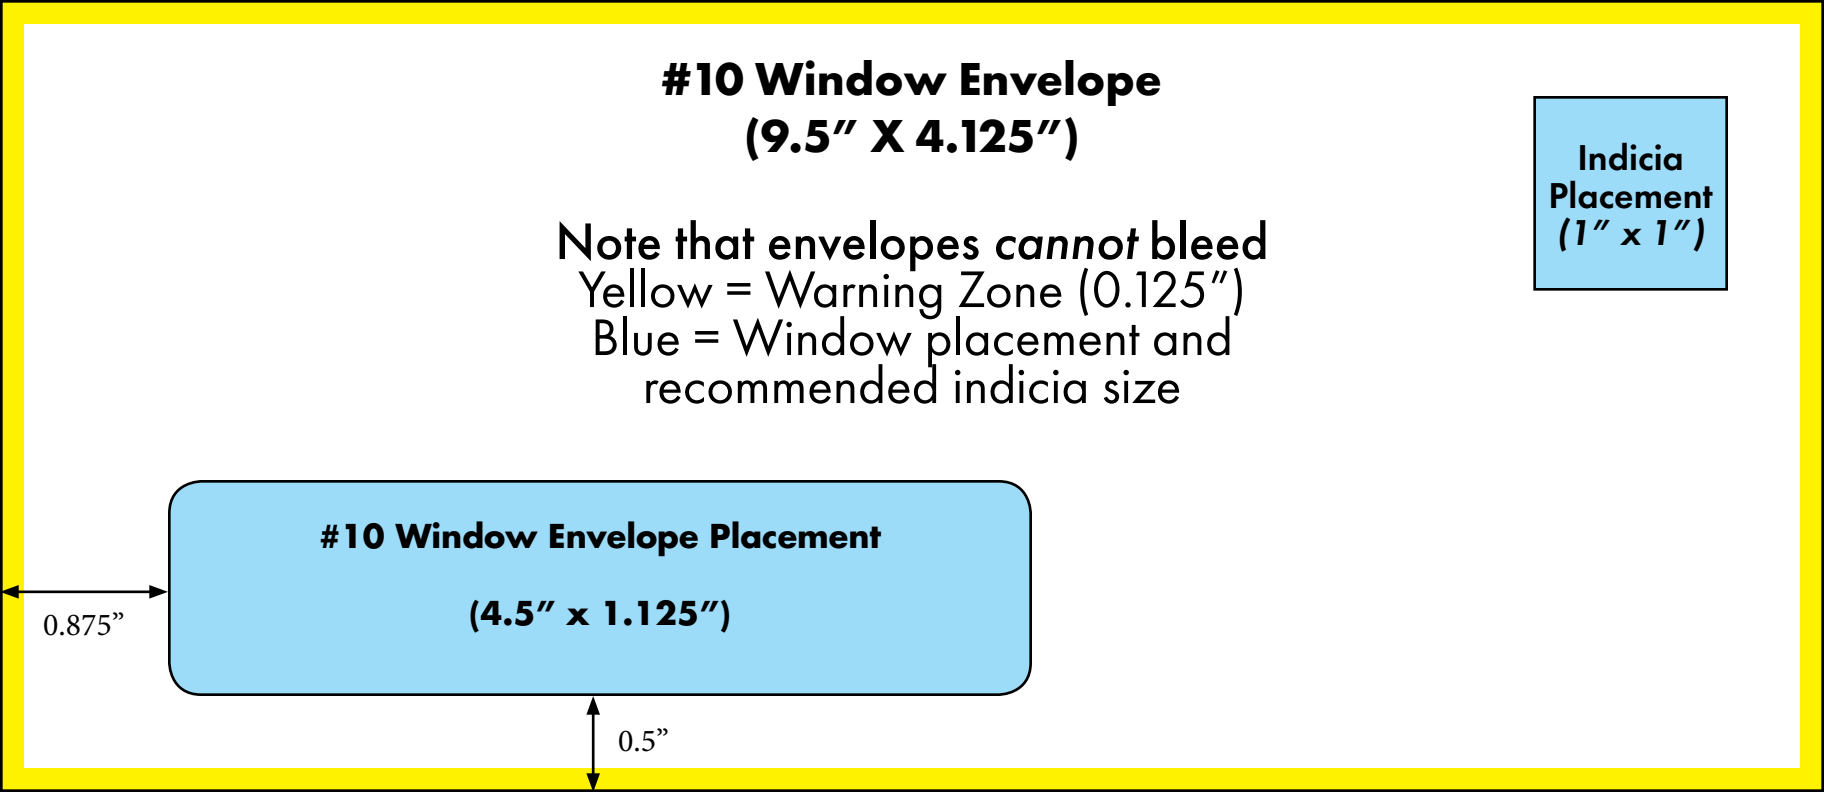 #10 Window Envelope
(9.5″ X 4.125″)
Indicia
Placement
(1″ x 1″)
Note that envelopes cannot bleed
Yellow = Warning Zone (0.125″)
Blue = Window placement and
recommended indicia size
#10 Window Envelope Placement
(4.5″ x 1.125″)
0.875”
0.5”